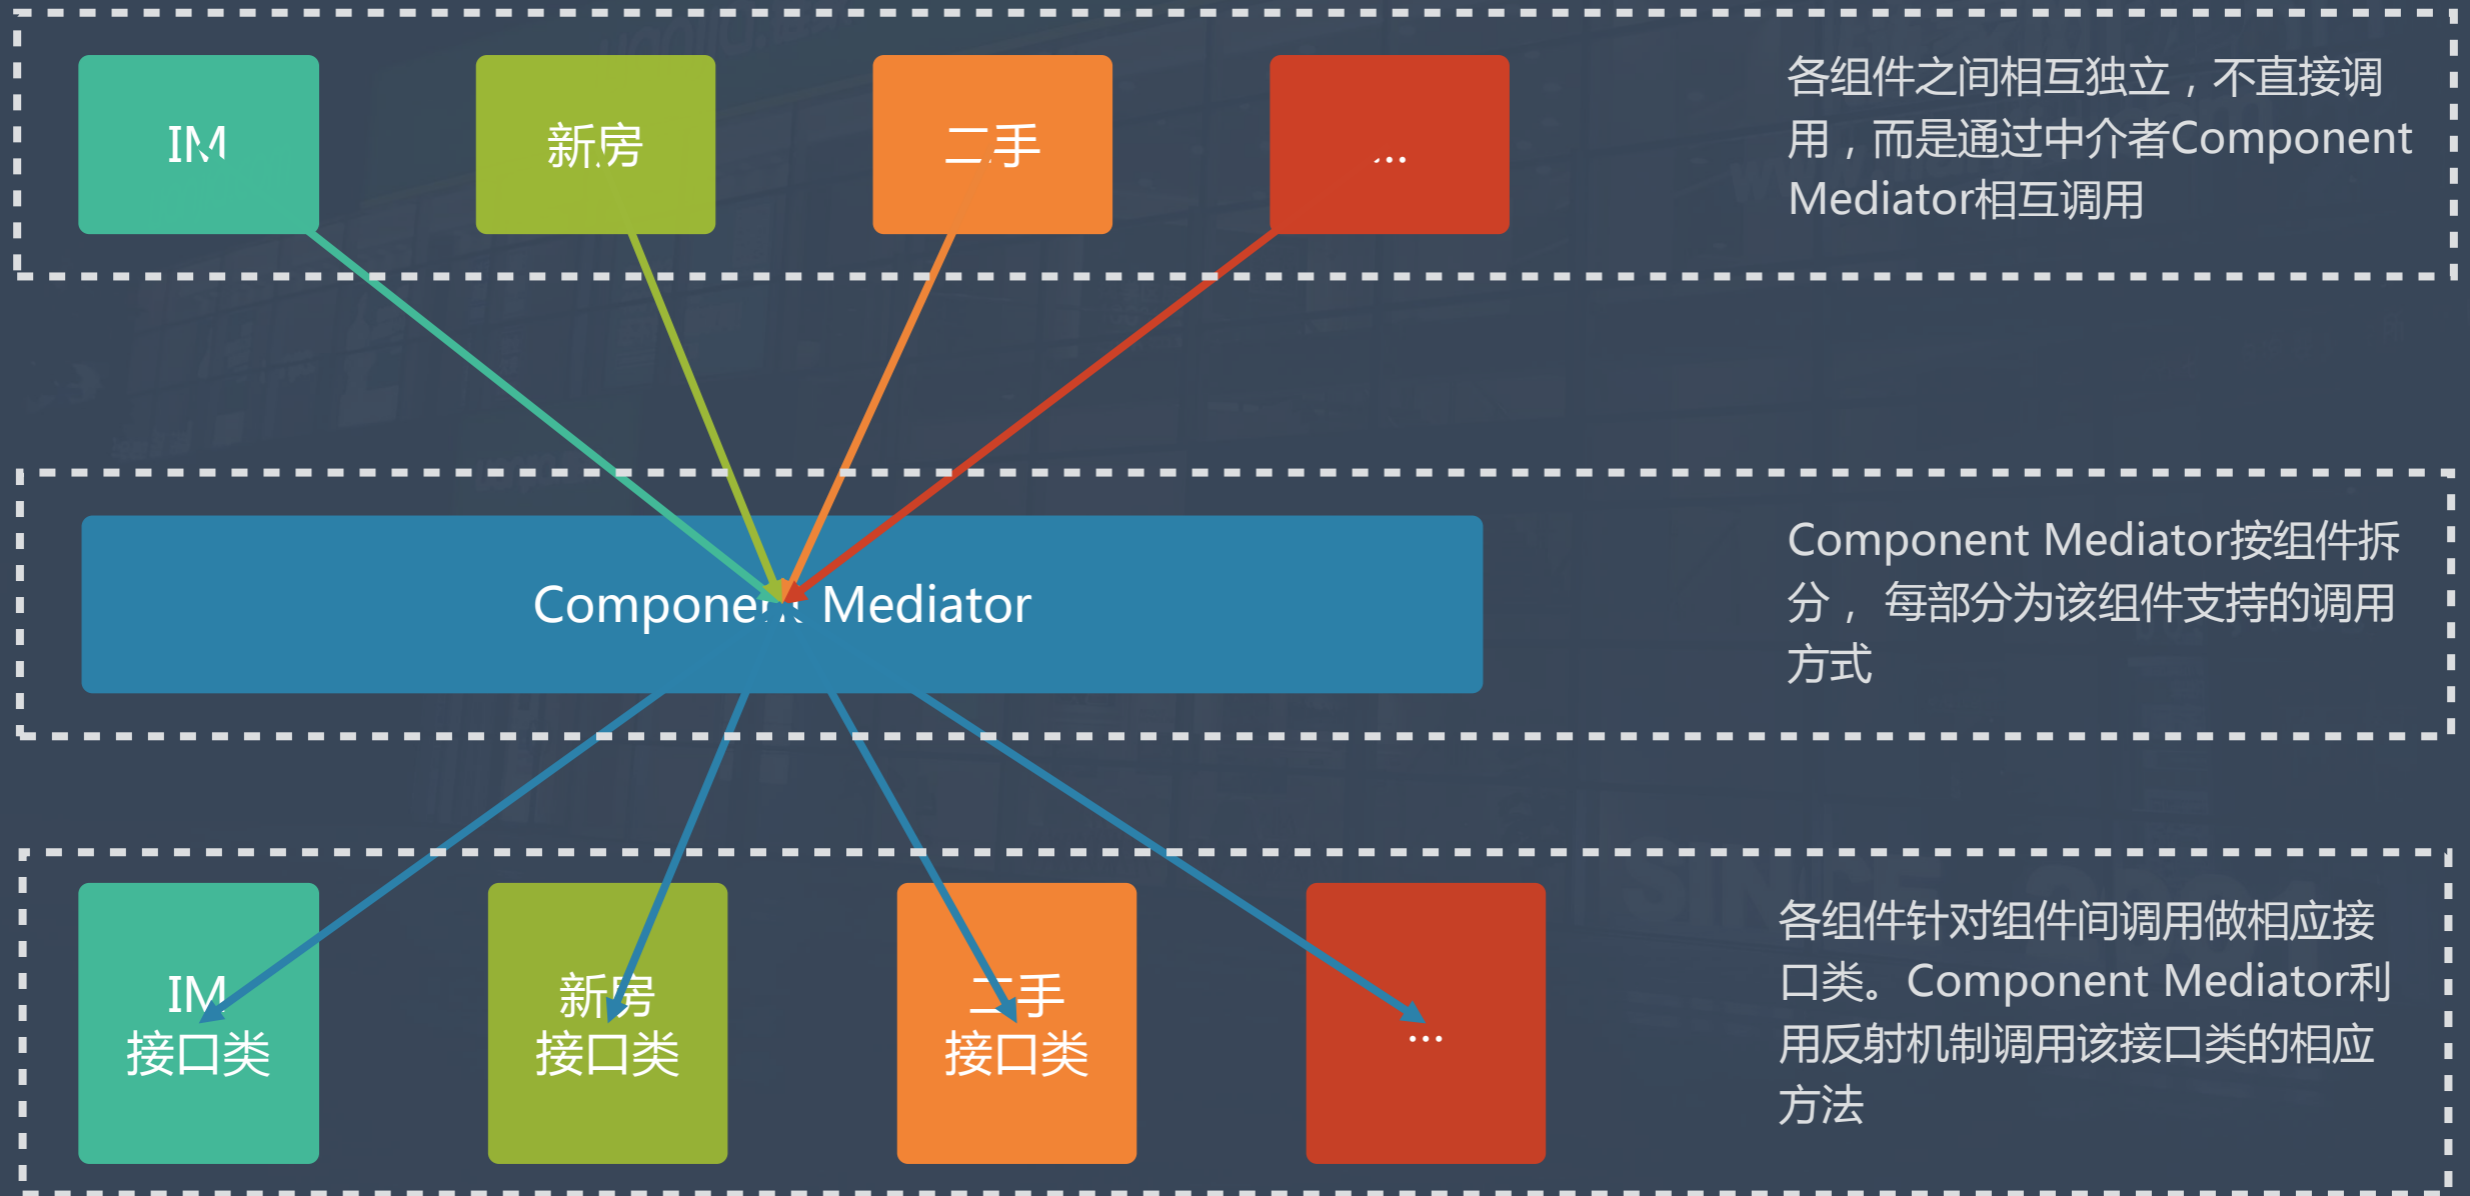 IM
新房
二手
...
各组件之间相互独立，不直接调
用，而是通过中介者Component
Mediator相互调用
Component Mediator
Component Mediator按组件拆
分， 每部分为该组件支持的调用
方式
IM
接口类
新房
接口类
二手
接口类
...
各组件针对组件间调用做相应接
口类。Component Mediator利
用反射机制调用该接口类的相应
方法